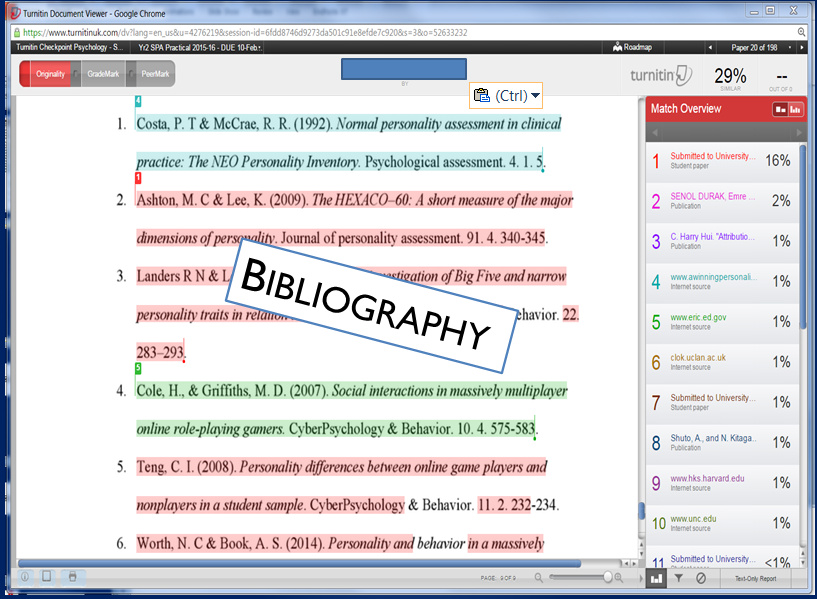 Turnitin Document Viewer - Google Chrome
https://www.turnitinuk.com/dv?lang=en_us&u=4276219&session-id=6fdd8746d9273da501c91e8efde7c920&s=3&o=52633232
Turnitin Checkpoint Psychology - S... Yr2 SPA Practical 2015-16 - DUE 10-Feb. Roadmap Paper 20 of 198
Originality GradeMark PeerMark turnitin 29% --
BY SIMILAR OUT OF 0
(Ctrl)
Match Overview
4
1. Costa, P. T & McCrae, R. R. (1992). Normal personality assessment in clinical
practice: The NEO Personality Inventory. Psychological assessment. 4. 1. 5.
1
2. Ashton, M. C & Lee, K. (2009). The HEXACO–60: A short measure of the major
dimensions of personality. Journal of personality assessment. 91. 4. 340-345.
3. Landers R N & L estigation of Big Five and narrow
personality traits in relation ehavior. 22.
283–293.
BIBLIOGRAPHY
5
4. Cole, H., & Griffiths, M. D. (2007). Social interactions in massively multiplayer
online role-playing gamers. CyberPsychology & Behavior. 10. 4. 575-583.
5. Teng, C. I. (2008). Personality differences between online game players and
nonplayers in a student sample. CyberPsychology & Behavior. 11. 2. 232-234.
6. Worth, N. C & Book, A. S. (2014). Personality and behavior in a massively
1 Submitted to University... 16%
Student paper
2 SENOL DURAK, Emre ... 2%
Publication
3 C. Harry Hui. "Attributio... 1%
Publication
4 www.awinningpersonali... 1%
Internet source
5 www.eric.ed.gov 1%
Internet source
6 clok.uclan.ac.uk 1%
Internet source
7 Submitted to University... 1%
Student paper
8 Shuto, A., and N. Kitaga... 1%
Publication
9 www.hks.harvard.edu 1%
Internet source
10 www.unc.edu 1%
Internet source
11 Submitted to University... <1%
Student paper
PAGE: 9 OF 9 Text-Only Report